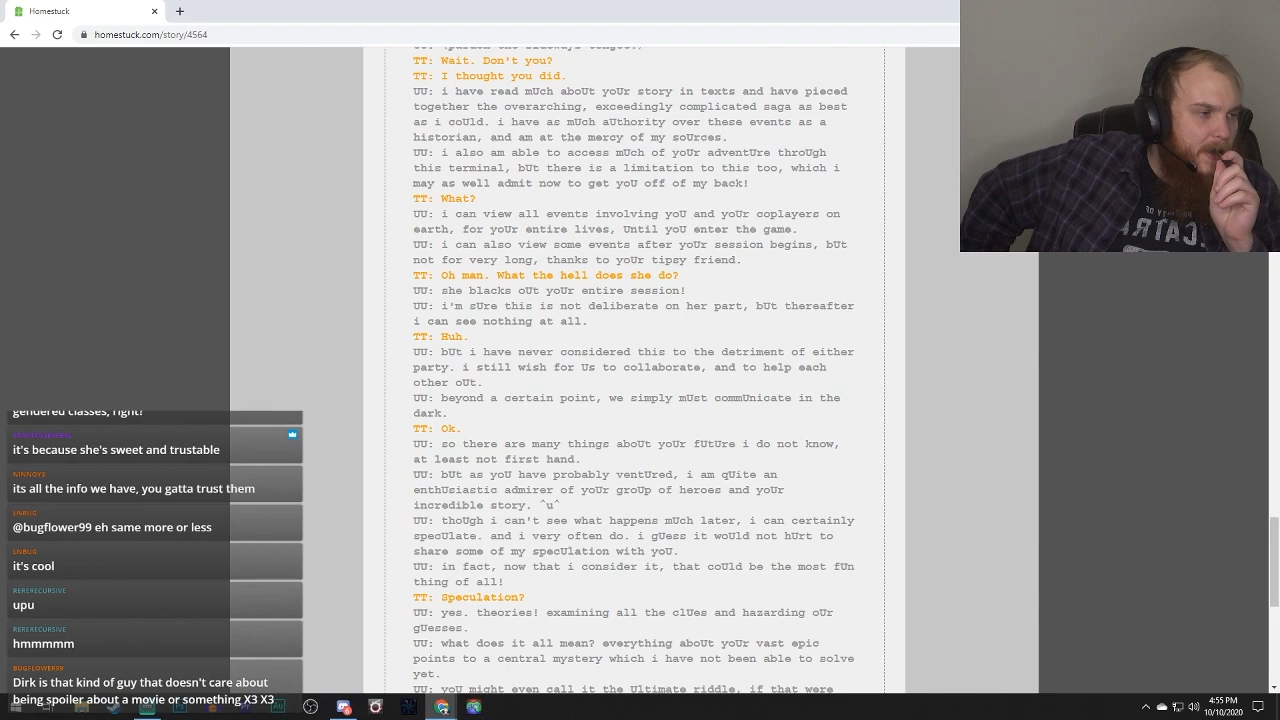 Homestuck
homestuck.com/story/4564
TT: Wait. Don't you?
TT: I thought you did.
UU: i have read mUch aboUt yoUr story in texts and have pieced
together the overarching, exceedingly complicated saga as best
as i coUld. i have as mUch aUthority over these events as a
historian, and am at the mercy of my soUrces.
UU: i also am able to access mUch of yoUr adventUre throUgh
this terminal, bUt there is a limitation to this too, which i
may as well admit now to get yoU off of my back!
TT: What?
UU: i can view all events involving yoU and yoUr coplayers on
earth, for yoUr entire lives, Until yoU enter the game.
UU: i can also view some events after yoUr session begins, bUt
not for very long, thanks to yoUr tipsy friend.
TT: Oh man. What the hell does she do?
UU: she blacks oUt yoUr entire session!
UU: i'm sUre this is not deliberate on her part, bUt thereafter
i can see nothing at all.
TT: Huh.
UU: bUt i have never considered this to the detriment of either
party. i still wish for Us to collaborate, and to help each
other oUt.
UU: beyond a certain point, we simply mUst commUnicate in the
dark.
TT: Ok.
UU: so there are many things aboUt yoUr fUtUre i do not know,
at least not first hand.
UU: bUt as yoU have probably ventUred, i am qUite an
enthUsiastic admirer of yoUr groUp of heroes and yoUr
incredible story. ^u^
UU: thoUgh i can't see what happens mUch later, i can certainly
specUlate. and i very often do. i gUess it woUld not hUrt to
share some of my specUlation with yoU.
UU: in fact, now that i consider it, that coUld be the most fUn
thing of all!
TT: Speculation?
UU: yes. theories! examining all the clUes and hazarding oUr
gUesses.
UU: what does it all mean? everything aboUt yoUr vast epic
points to a central mystery which i have not been able to solve
yet.
UU: yoU might even call it the Ultimate riddle, if that were
gendered classes, right?
it's because she's sweet and trustable
NINNOYS
its all the info we have, you gatta trust them
LNBUG
@bugflower99 eh same more or less
LNBUG
it's cool
RERERECURSIVE
upu
RERERECURSIVE
hmmmmm
BUGFLOWER99
Dirk is that kind of guy that doesn't care about
being spoiler about a movie or something X3 X3
4:55 PM
10/10/2020